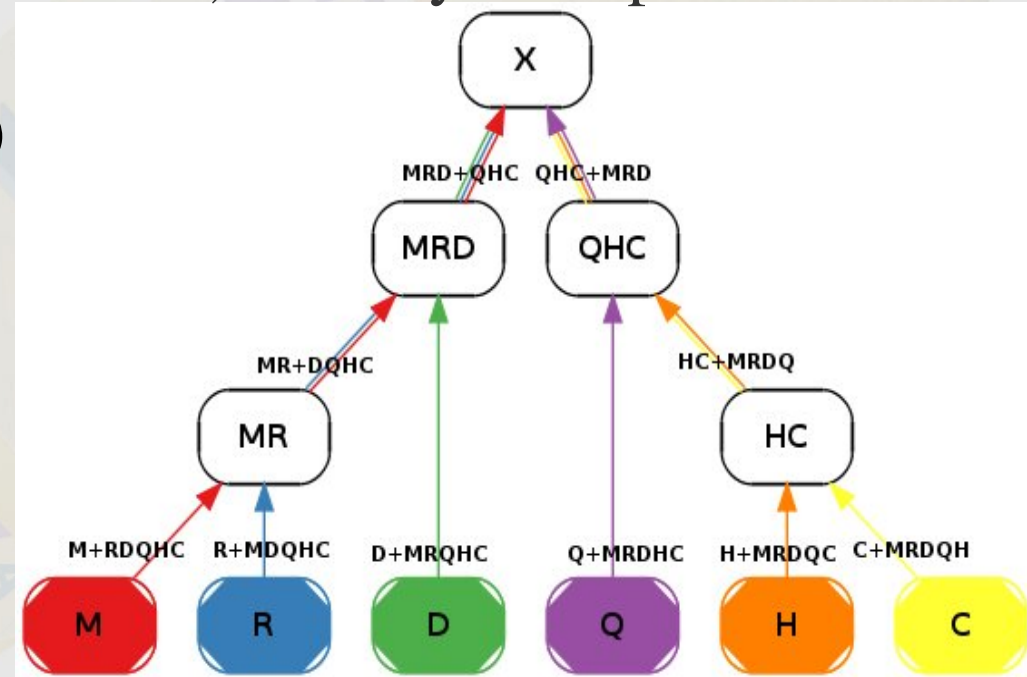 X
MRD+QHC QHC+MRD
MRD QHC
MR+DQHC HC+MRDQ
MR HC
M+RDQHC R+MDQHC D+MRQHC Q+MRDHC H+MRDQC C+MRDQH
M R D Q H C